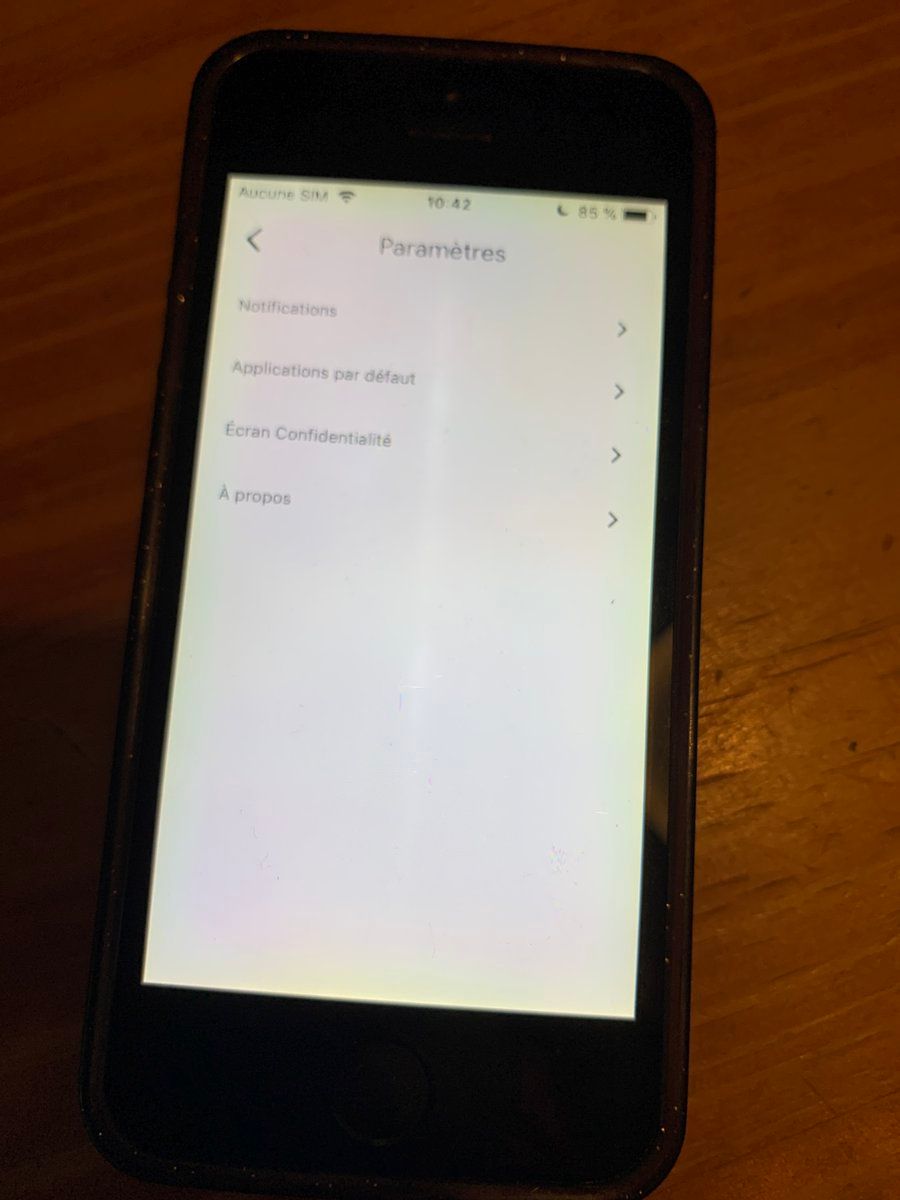 Aucune SIM 10:42 85 %
Paramètres
Notifications
Applications par défaut
Écran Confidentialité
À propos